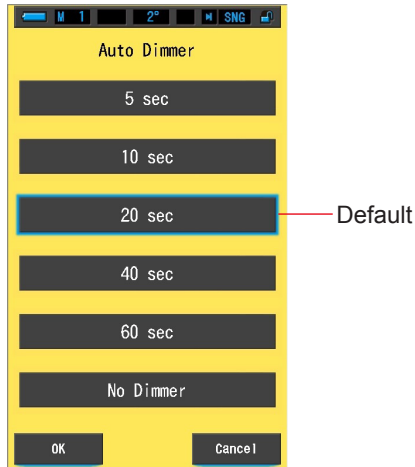 M 1 2° SNG
Auto Dimmer
5 sec
10 sec
20 sec
Default
40 sec
60 sec
No Dimmer
OK Cancel